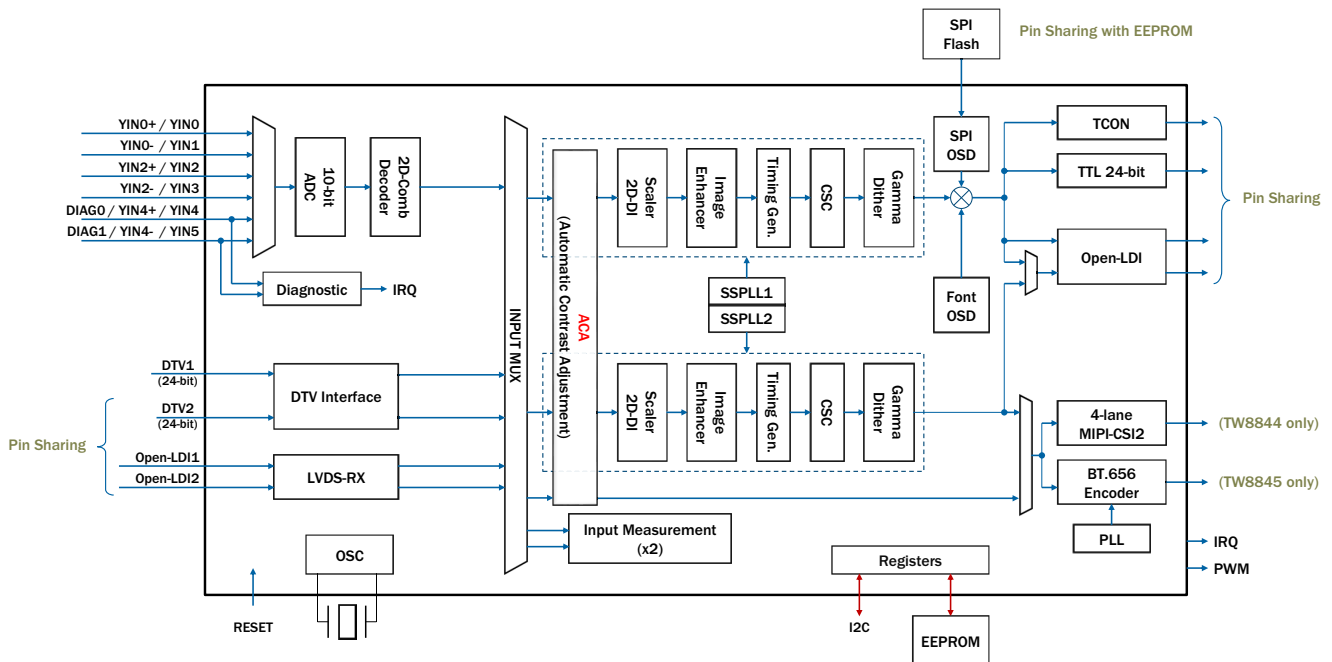 SPI
Flash
Pin Sharing with EEPROM
YIN0+ / YIN0
YIN0- / YIN1
YIN2+ / YIN2
YIN2- / YIN3
DIAG0 / YIN4+ / YIN4
DIAG1 / YIN4- / YIN5
10-bit
ADC
2D-Comb
Decoder
Diagnostic
IRQ
INPUT MUX
ACA
(Automatic Contrast Adjustment)
Scaler
2D-DI
Image
Enhancer
Timing Gen.
CSC
Gamma
Dither
SPI
OSD
Font
OSD
TCON
TTL 24-bit
Open-LDI
Pin Sharing
SSPLL1
SSPLL2
DTV1
(24-bit)
DTV2
(24-bit)
DTV Interface
Pin Sharing
Open-LDI1
Open-LDI2
LVDS-RX
Scaler
2D-DI
Image
Enhancer
Timing Gen.
CSC
Gamma
Dither
4-lane
MIPI-CSI2
(TW8844 only)
BT.656
Encoder
(TW8845 only)
PLL
Input Measurement
(x2)
OSC
Registers
IRQ
PWM
RESET
I2C
EEPROM